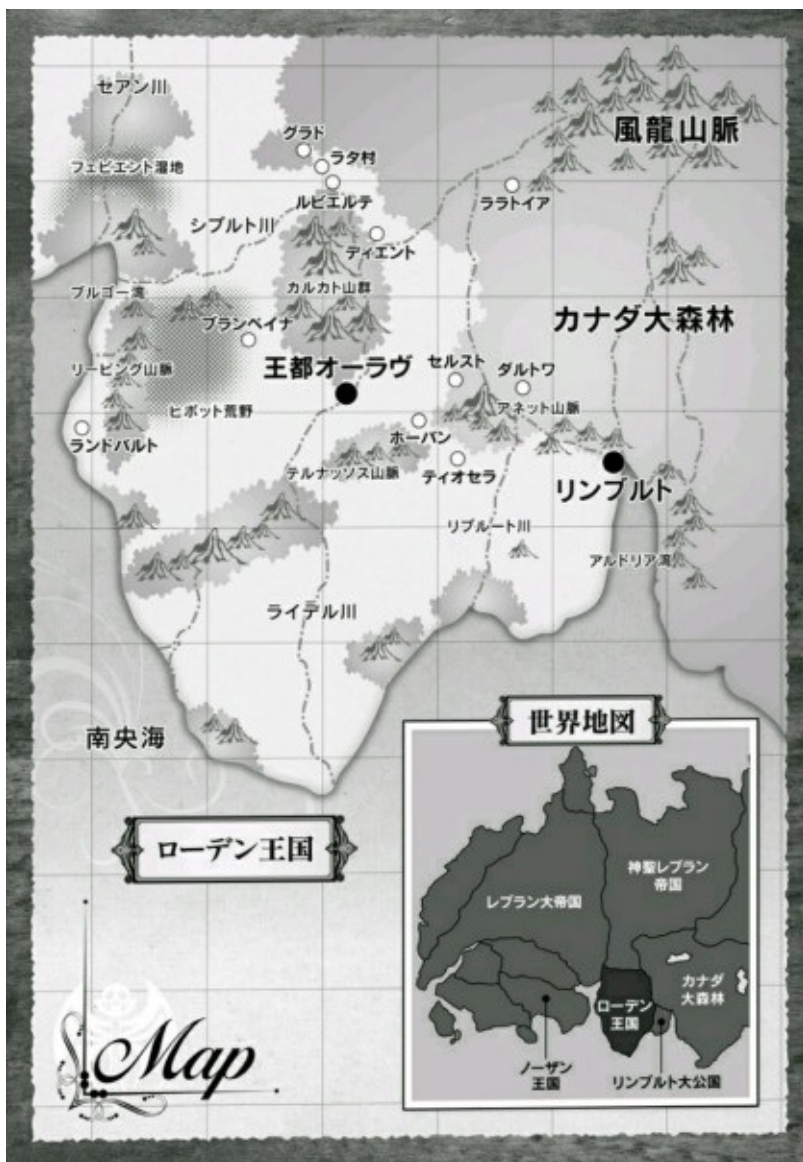 セアン川
グラド
ラタ村
風龍山脈
フェビエント湿地
ルビエルテ
ララトイア
シプルト川
ディエント
ブルゴー湾
カルカト山群
カナダ大森林
ブランベイナ
リービング山脈
王都オーラヴ
セルスト
ダルトワ
ヒボット荒野
アネット山脈
ランドバルト
ホーバン
テルナッソス山脈
ティオセラ
リンブルト
リブルート川
アルドリア湾
ライデル川
南央海
ローデン王国
世界地図
神聖レブラン
帝国
レブラン大帝国
カナダ
大森林
ローデン
王国
ノーザン
王国
リンブルト大公国
Map